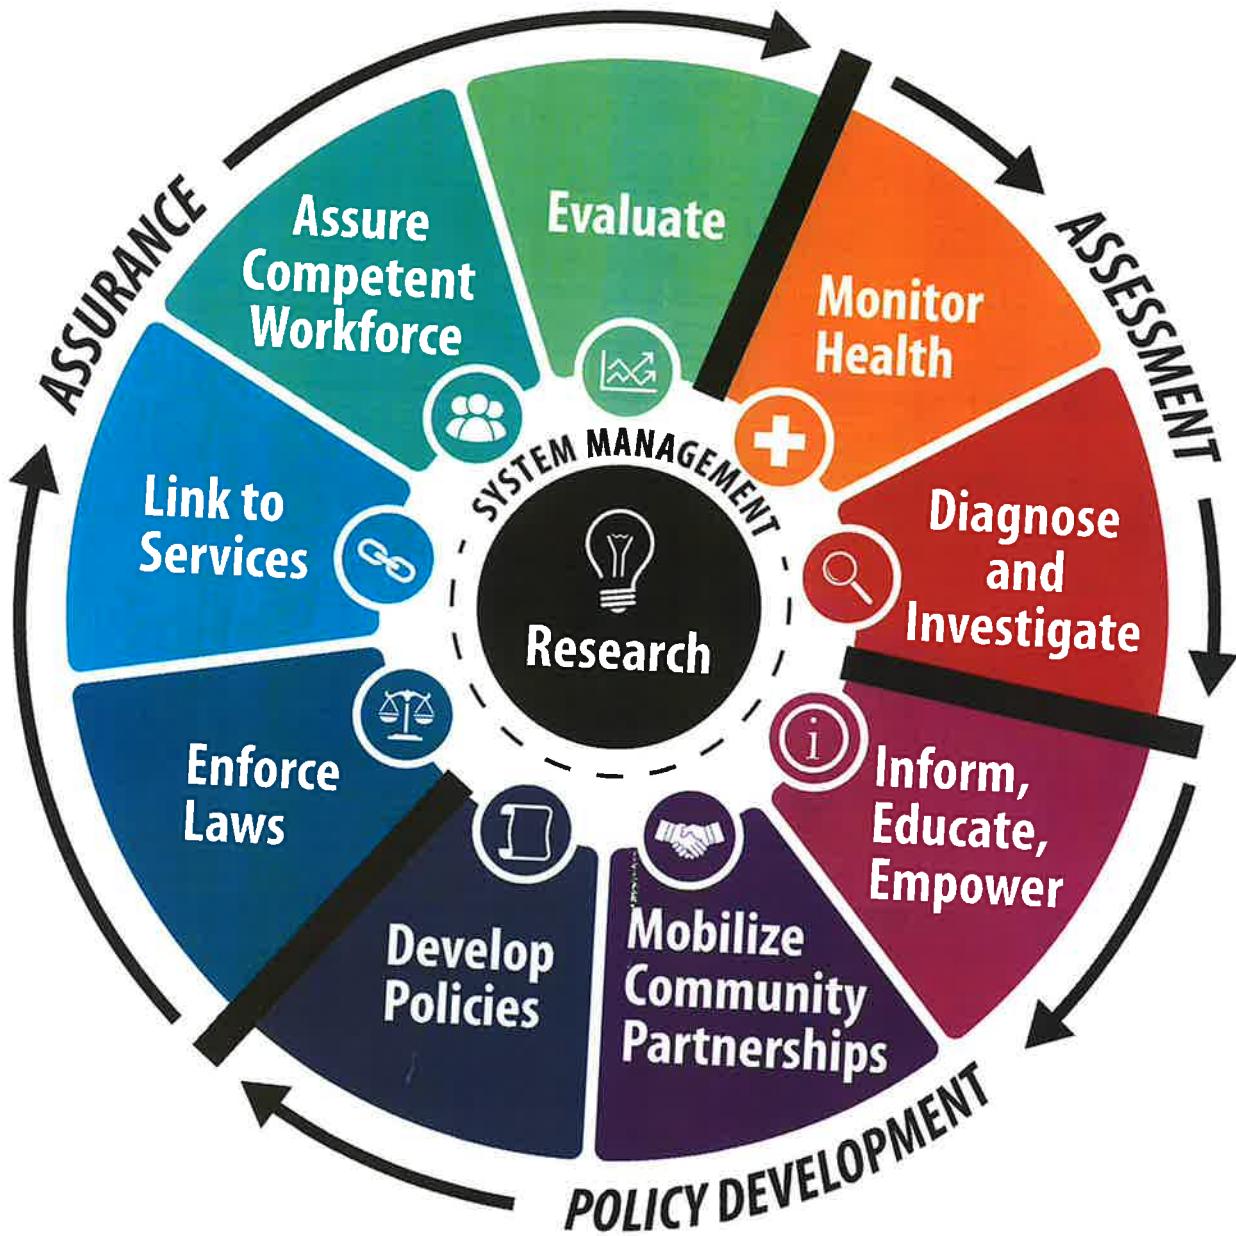 ASSURANCE
ASSESSMENT
POLICY DEVELOPMENT
Evaluate
Monitor
Health
Diagnose
and
Investigate
Inform,
Educate,
Empower
Mobilize
Community
Partnerships
Develop
Policies
Enforce
Laws
Link to
Services
Assure
Competent
Workforce
SYSTEM MANAGEMENT
Research
i